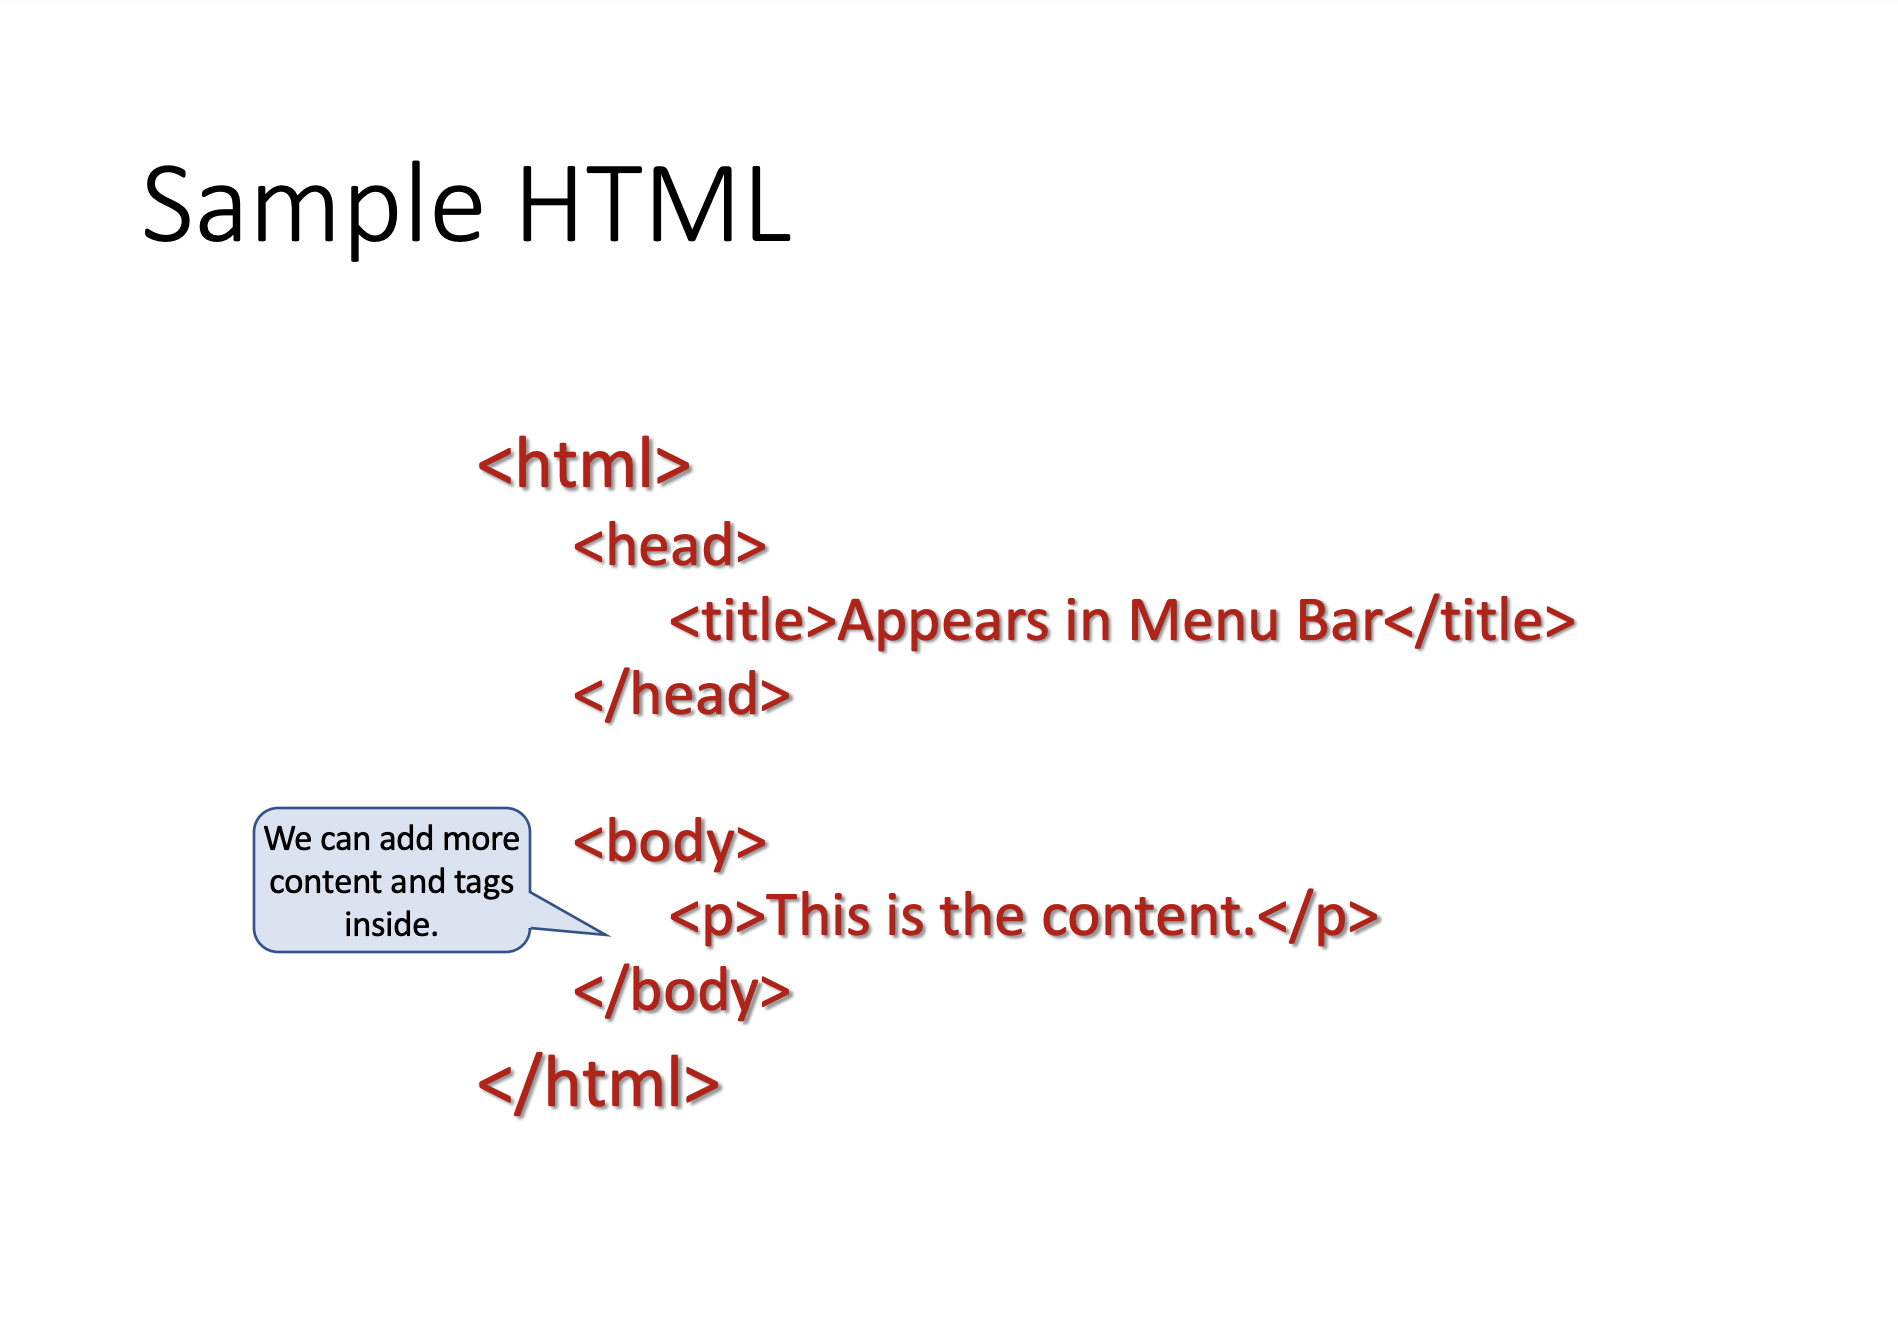 Sample HTML
<html>
<head>
<title>Appears in Menu Bar</title>
</head>
We can add more
content and tags
inside.
<body>
<p>This is the content.</p>
</body>
</html>